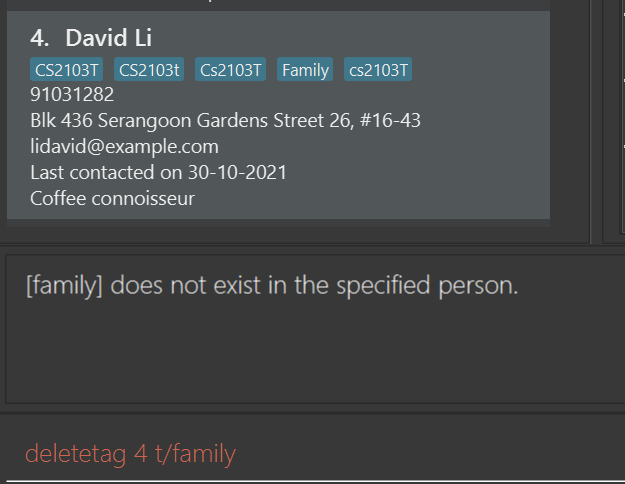 4. David Li
CS2103T CS2103t Cs2103T Family cs2103T
91031282
Blk 436 Serangoon Gardens Street 26, #16-43
lidavid@example.com
Last contacted on 30-10-2021
Coffee connoisseur
[family] does not exist in the specified person.
deletetag 4 t/family